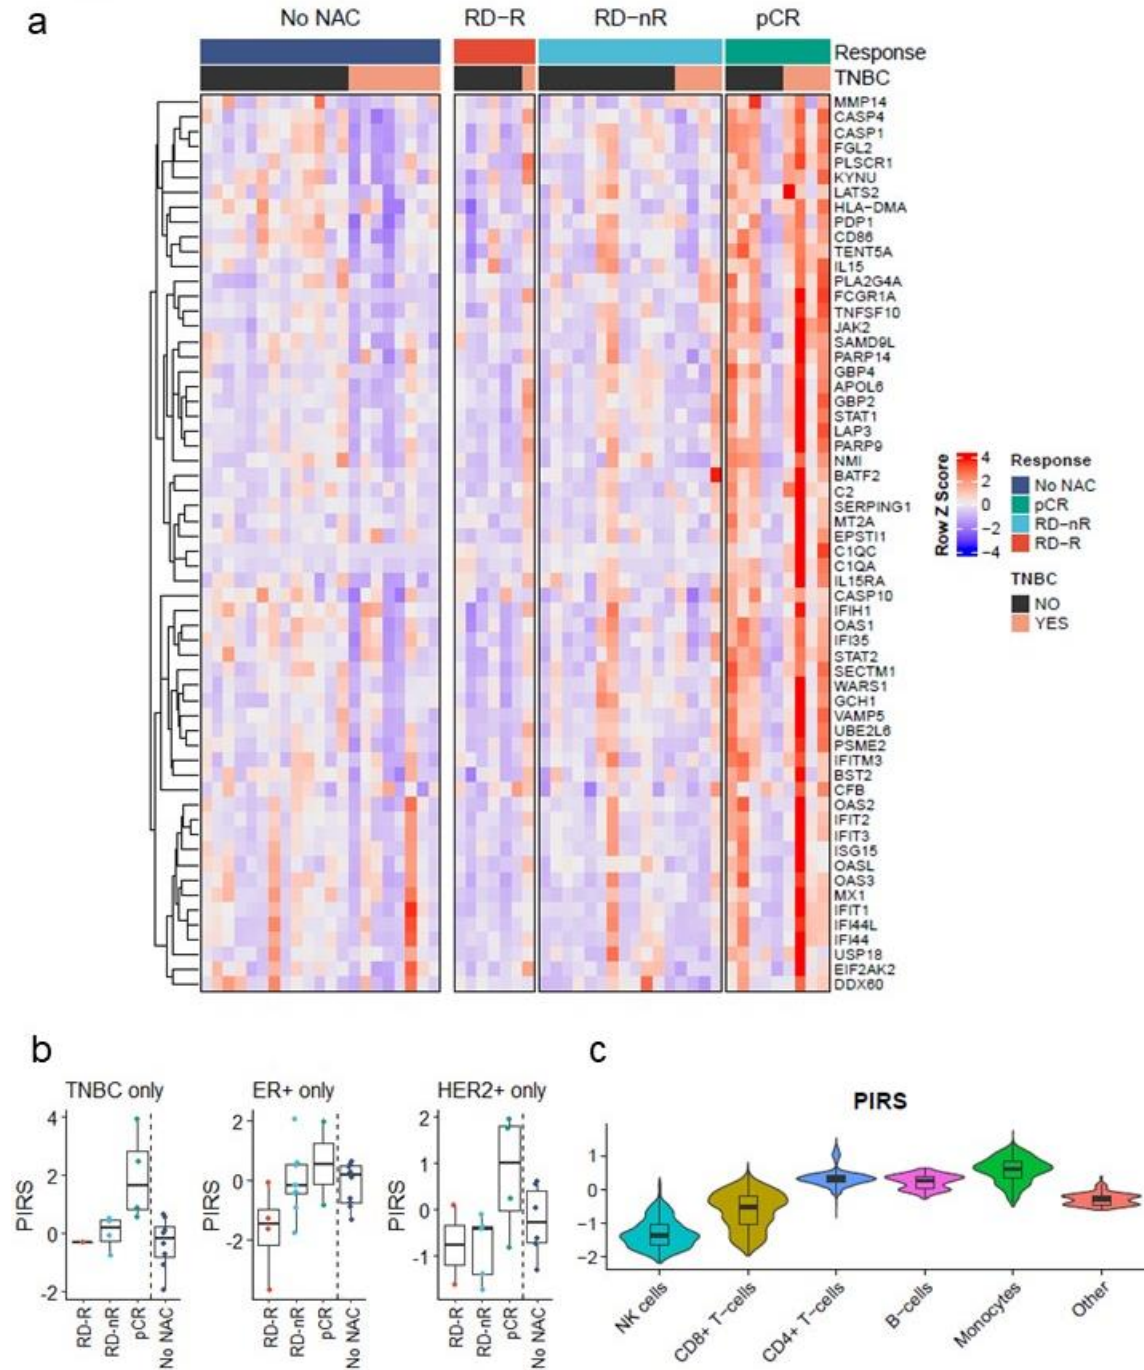 a
No NAC RD-R RD-nR pCR
Response
TNBC
MMP14
CASP4
CASP1
FGL2
PLSCR1
KYNU
LATS2
HLA-DMA
PDP1
CD86
TENT5A
IL15
PLA2G4A
FCGR1A
TNFSF10
JAK2
SAMD9L
PARP14
GBP4
APOL6
GBP2
STAT1
LAP3
PARP9
NMI
BATF2
C2
SERPING1
MT2A
EPSTI1
C1QC
C1QA
IL15RA
CASP10
IFIH1
OAS1
IFI35
STAT2
SECTM1
WARS1
GCH1
VAMP5
UBE2L6
PSME2
IFITM3
BST2
CFB
OAS2
IFIT2
IFIT3
ISG15
OASL
OAS3
MX1
IFIT1
IFI44L
IFI44
USP18
EIF2AK2
DDX60
Row Z Score
4
2
0
-2
-4
Response
No NAC
pCR
RD-nR
RD-R
TNBC
NO
YES
b
TNBC only
PIRS
4
2
0
-2
RD-R
RD-nR
pCR
No NAC
ER+ only
PIRS
2
0
-2
RD-R
RD-nR
pCR
No NAC
HER2+ only
PIRS
2
1
0
-1
RD-R
RD-nR
pCR
No NAC
c
PIRS
PIRS
1
0
-1
-2
NK cells
CD8+ T-cells
CD4+ T-cells
B-cells
Monocytes
Other